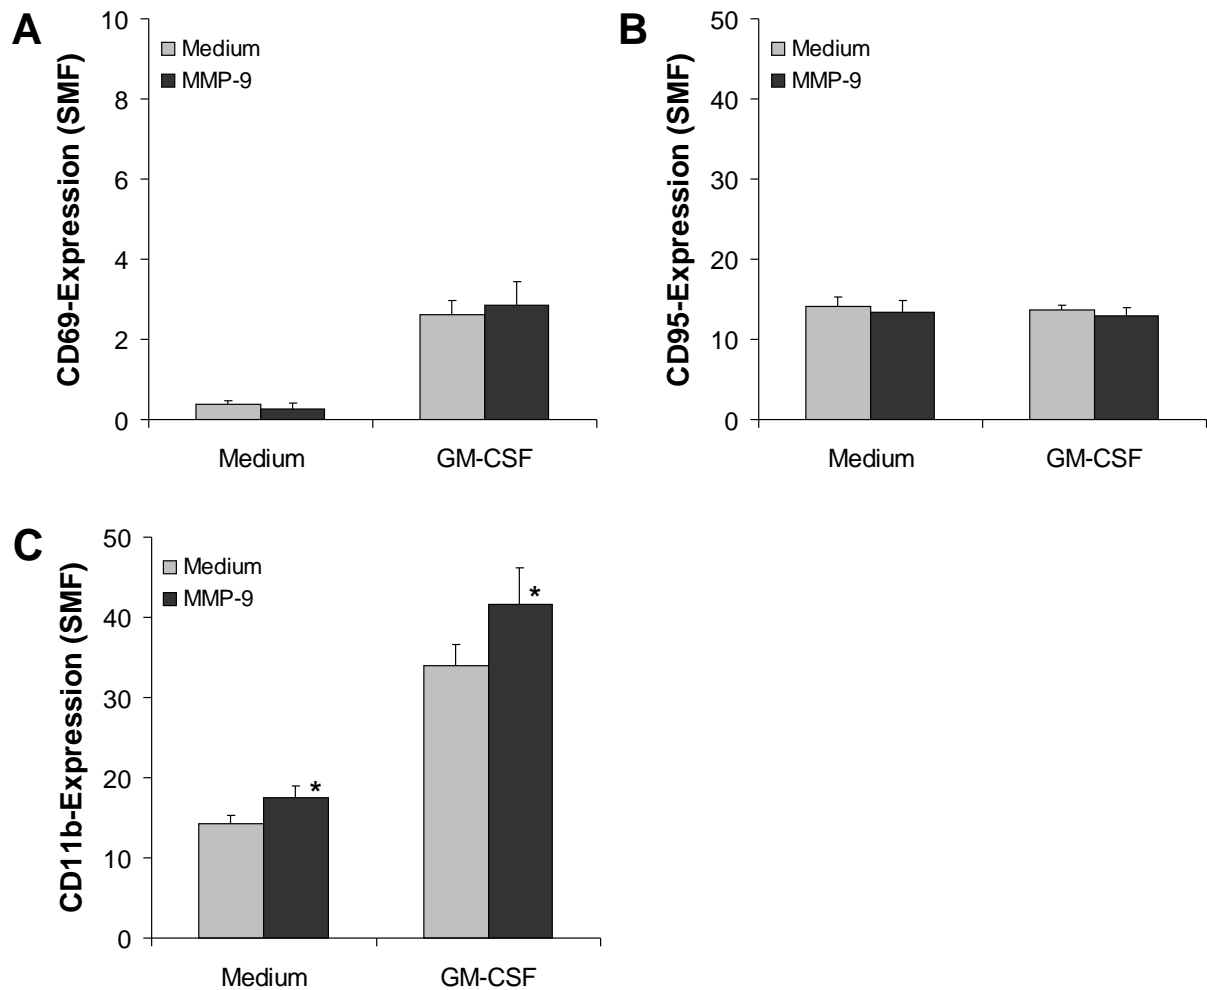 A
CD69-Expression (SMF)
10
8
6
4
2
0
Medium
MMP-9
Medium
GM-CSF
B
CD95-Expression (SMF)
50
40
30
20
10
0
Medium
MMP-9
Medium
GM-CSF
C
CD11b-Expression (SMF)
50
40
30
20
10
0
Medium
MMP-9
*
*
Medium
GM-CSF